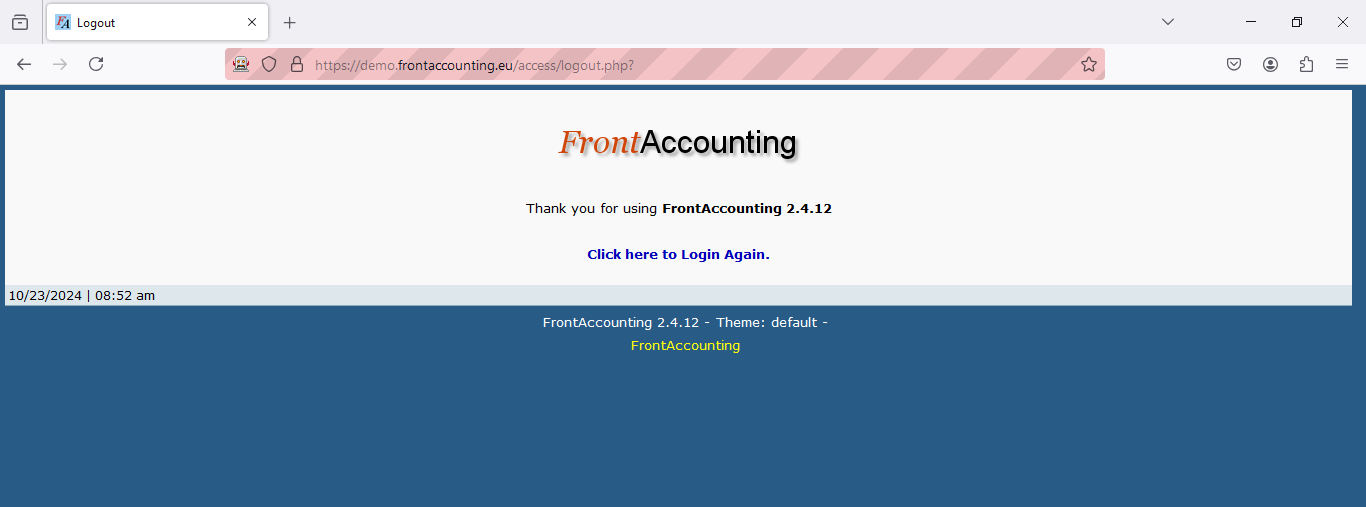 Logout
https://demo.frontaccounting.eu/access/logout.php?
FrontAccounting
Thank you for using FrontAccounting 2.4.12
Click here to Login Again.
10/23/2024 | 08:52 am
FrontAccounting 2.4.12 - Theme: default -
FrontAccounting